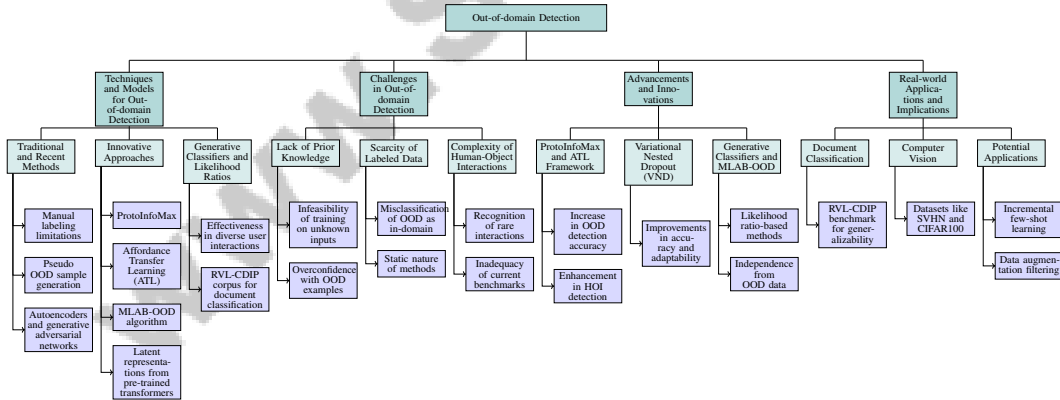 Out-of-domain Detection
Techniques
and Models
for Out-
of-domain
Detection
Challenges
in Out-of-
domain
Detection
Advancements
and Inno-
vations
Real-world
Applica-
tions and
Implications
Traditional
and Recent
Methods
Innovative
Approaches
Generative
Classifiers and
Likelihood
Ratios
Lack of Prior
Knowledge
Scarcity of
Labeled Data
Complexity of
Human-Object
Interactions
ProtoInfoMax
and ATL
Framework
Variational
Nested
Dropout
(VND)
Generative
Classifiers and
MLAB-OOD
Document
Classification
Computer
Vision
Potential
Applications
Manual
labeling
limitations
Pseudo
OOD sample
generation
Autoencoders
and generative
adversarial
networks
ProtoInfoMax
Affordance
Transfer
Learning
(ATL)
MLAB-OOD
algorithm
Latent
representa-
tions from
pre-trained
transformers
Effectiveness
in diverse user
interactions
RVL-CDIP
corpus for
document
classification
Infeasibility
of training
on unknown
inputs
Overconfidence
with OOD
examples
Misclassification
of OOD as
in-domain
Static nature
of methods
Recognition
of rare
interactions
Inadequacy
of current
benchmarks
Increase
in OOD
detection
accuracy
Enhancement
in HOI
detection
Improvements
in accu-
racy and
adaptability
Likelihood
ratio-based
methods
Independence
from
OOD data
RVL-CDIP
benchmark
for gener-
alizability
Datasets like
SVHN and
CIFAR100
Incremental
few-shot
learning
Data augmen-
tation filtering
www.s